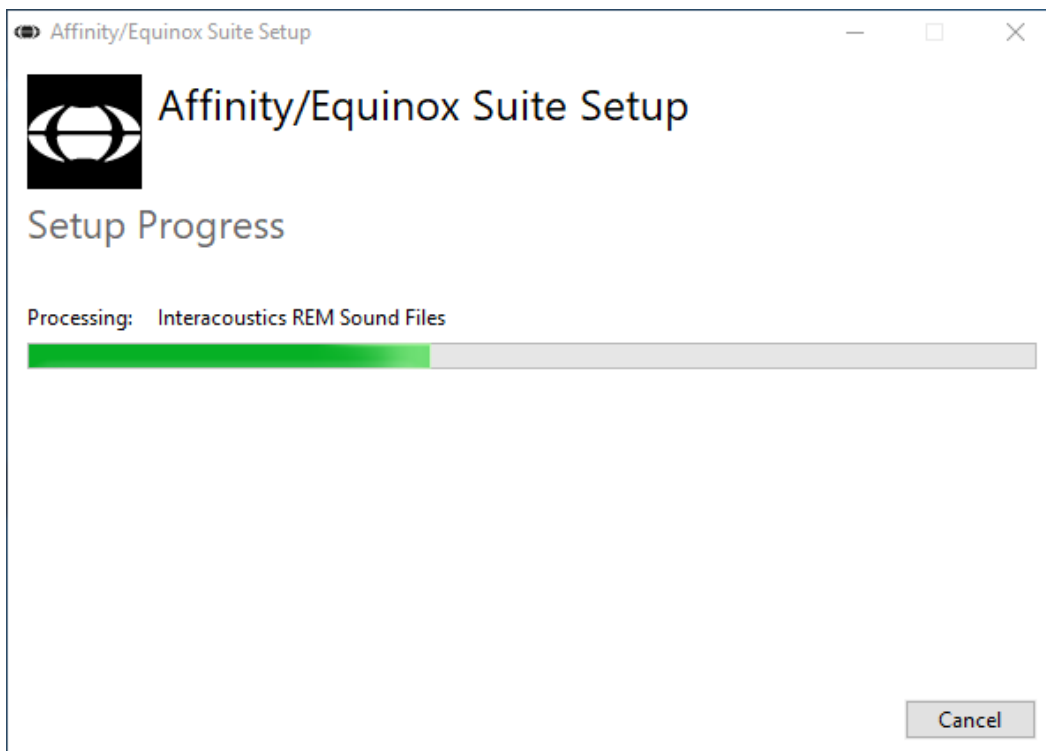 Affinity/Equinox Suite Setup
Affinity/Equinox Suite Setup
Setup Progress
Processing: Interacoustics REM Sound Files
Cancel